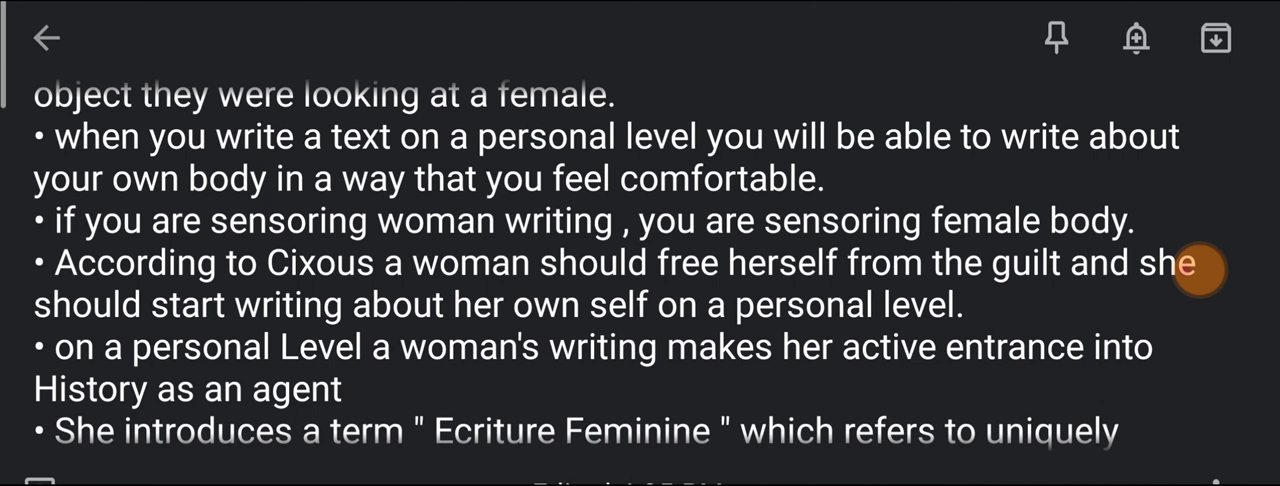 object they were looking at a female.
• when you write a text on a personal level you will be able to write about
your own body in a way that you feel comfortable.
• if you are sensoring woman writing , you are sensoring female body.
• According to Cixous a woman should free herself from the guilt and she
should start writing about her own self on a personal level.
• on a personal Level a woman's writing makes her active entrance into
History as an agent
• She introduces a term " Ecriture Feminine " which refers to uniquely